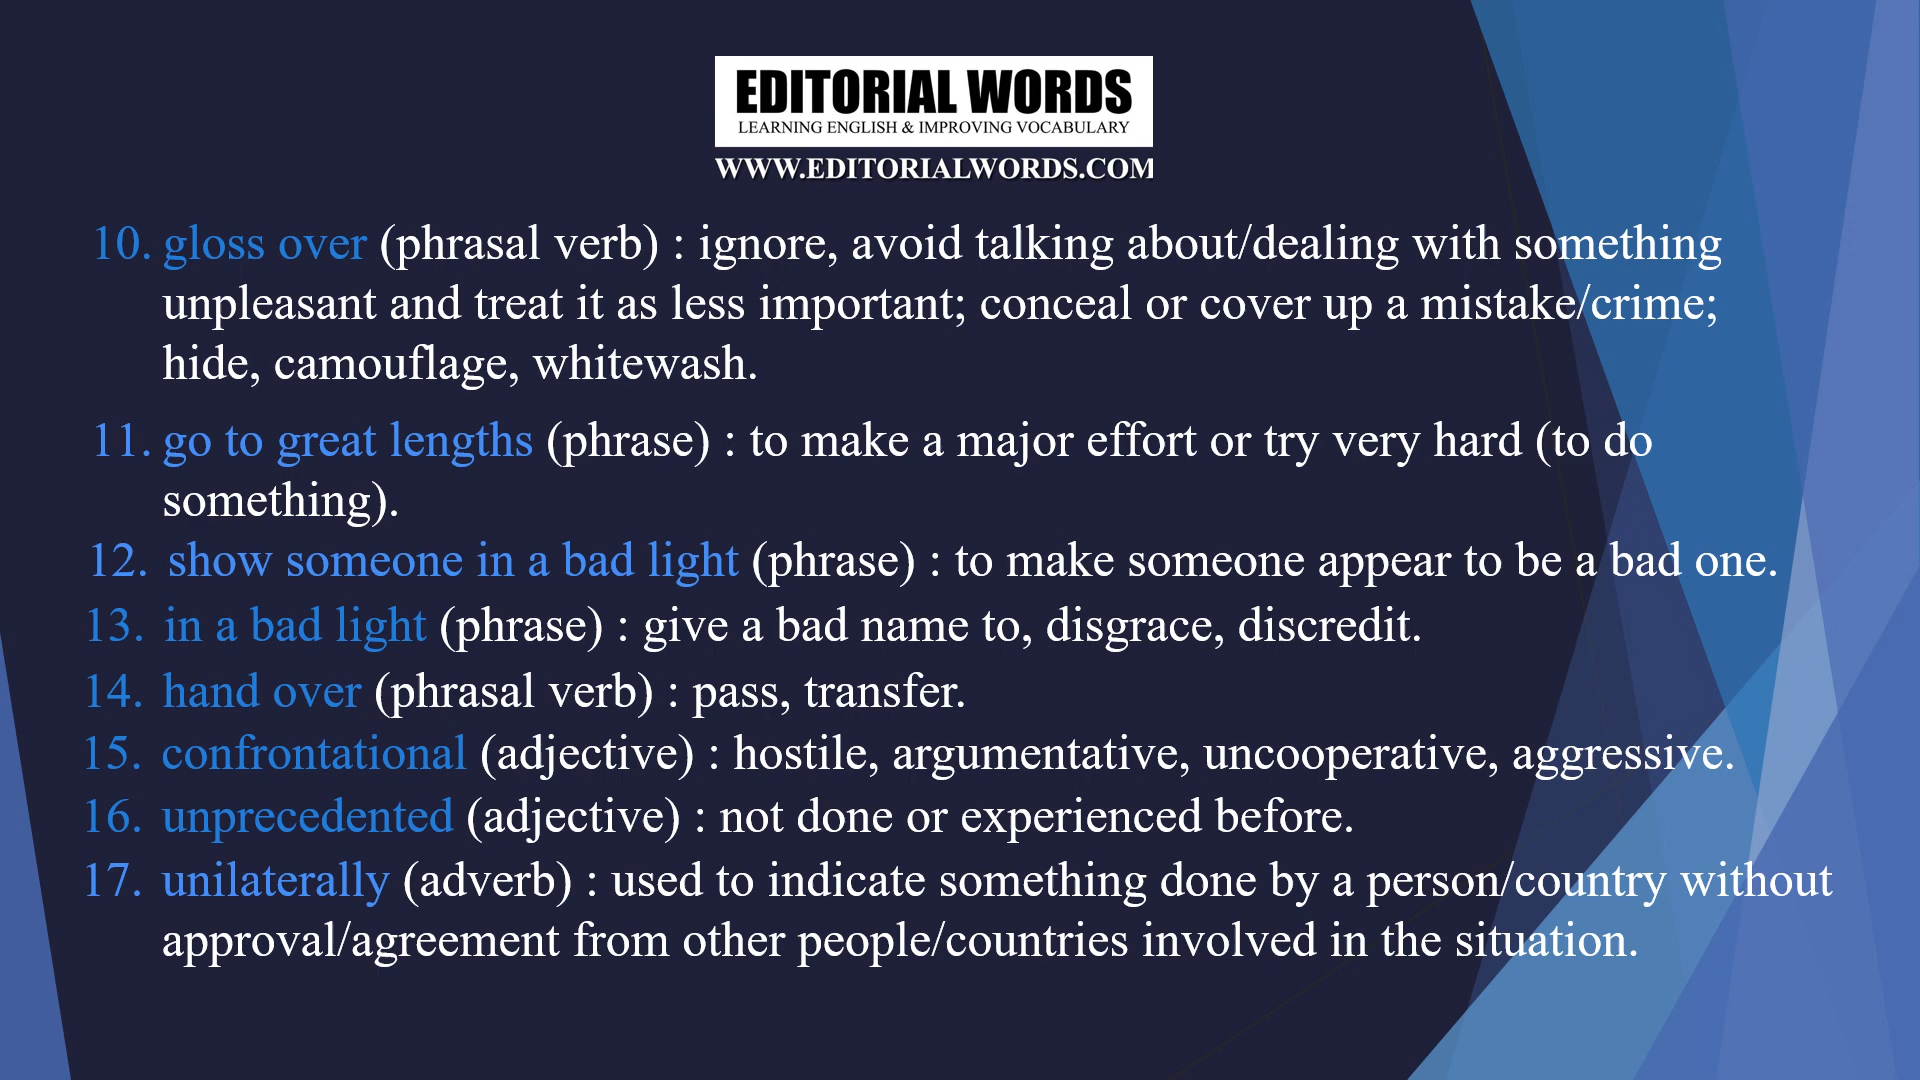 EDITORIAL WORDS
LEARNING ENGLISH & IMPROVING VOCABULARY
WWW.EDITORIALWORDS.COM
10. gloss over (phrasal verb) : ignore, avoid talking about/dealing with something
unpleasant and treat it as less important; conceal or cover up a mistake/crime;
hide, camouflage, whitewash.
11. go to great lengths (phrase) : to make a major effort or try very hard (to do
something).
12. show someone in a bad light (phrase) : to make someone appear to be a bad one.
13. in a bad light (phrase) : give a bad name to, disgrace, discredit.
14. hand over (phrasal verb) : pass, transfer.
15. confrontational (adjective) : hostile, argumentative, uncooperative, aggressive.
16. unprecedented (adjective) : not done or experienced before.
17. unilaterally (adverb) : used to indicate something done by a person/country without
approval/agreement from other people/countries involved in the situation.